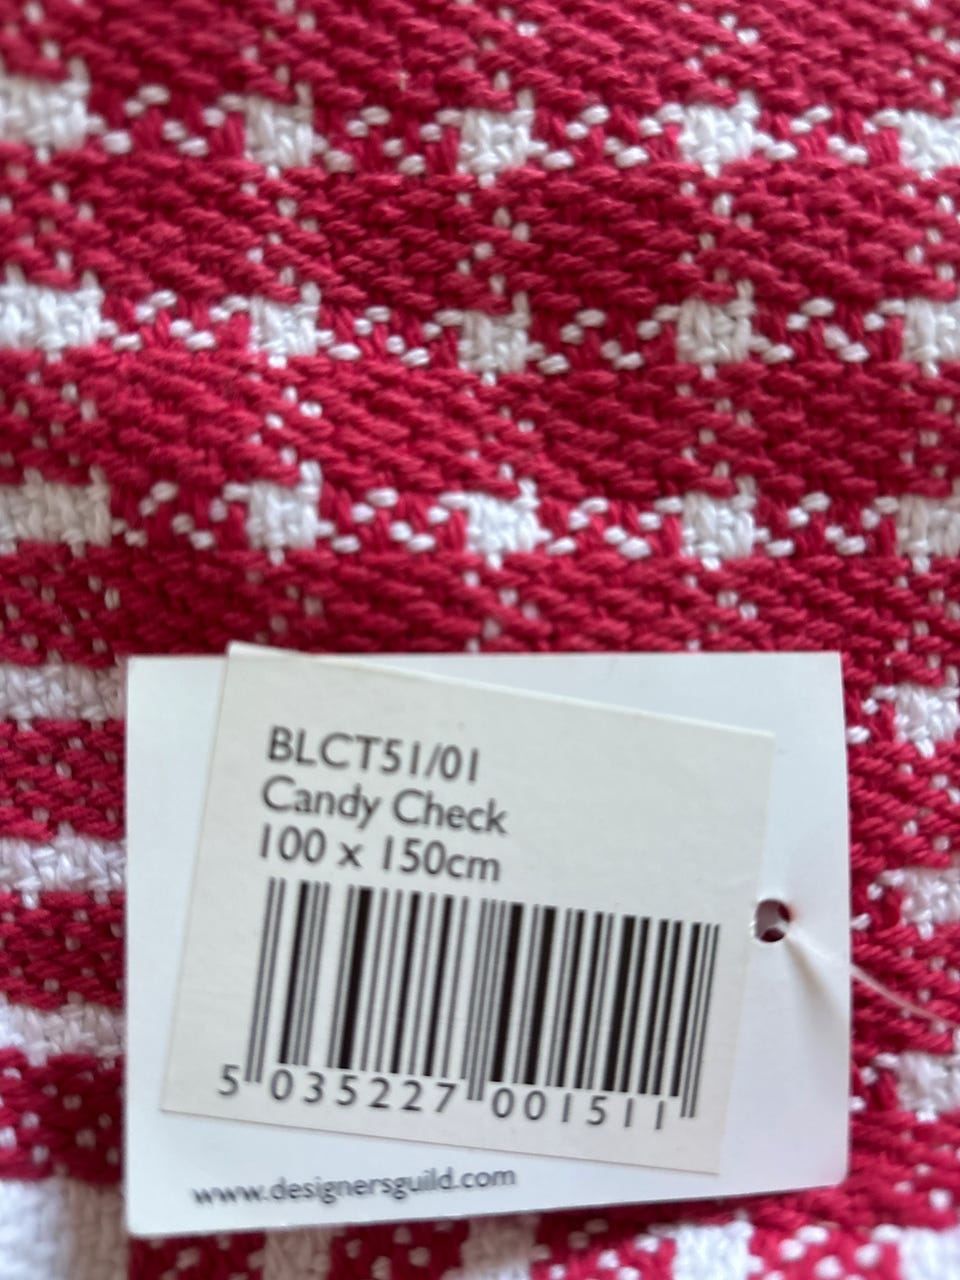 BLCT51/01
Candy Check
100 x 150cm
5 035227 001511
www.designersguild.com